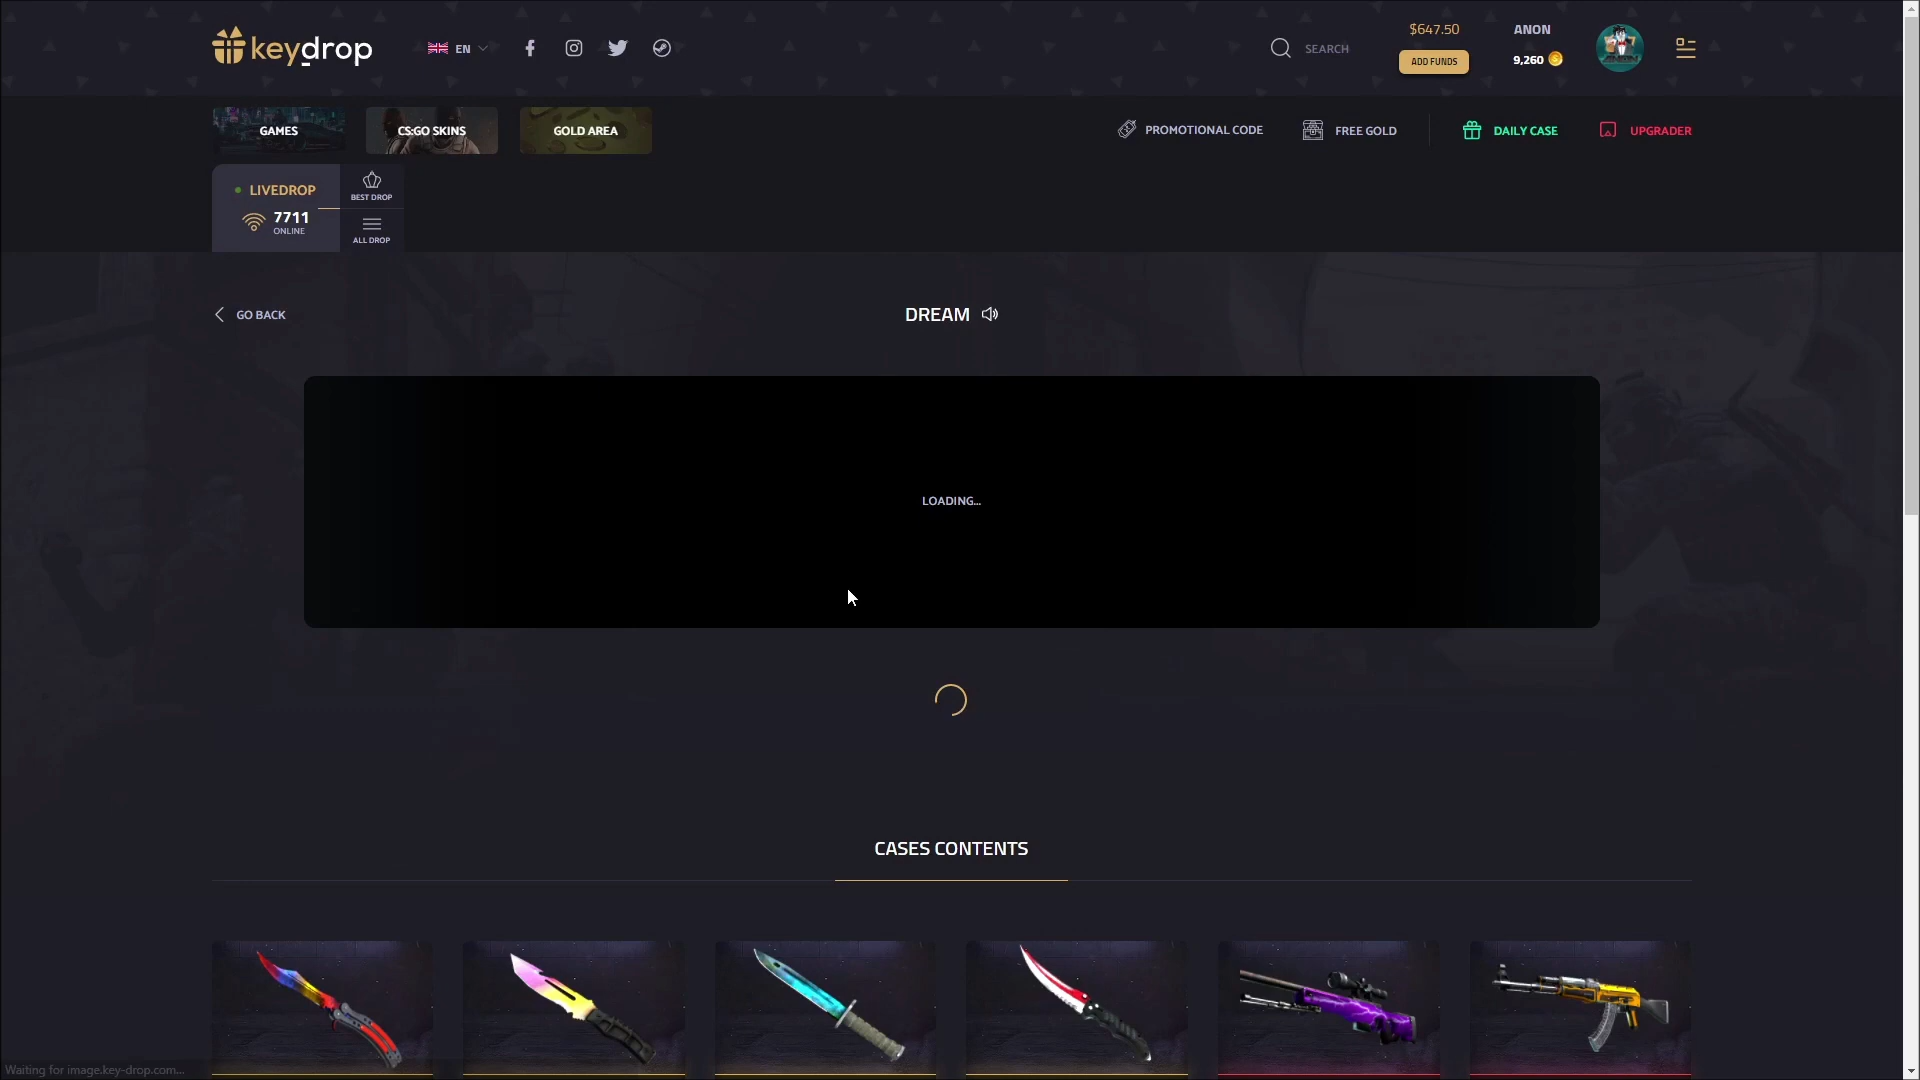 keydrop
EN
SEARCH
$647.50
ADD FUNDS
ANON
9,260
GAMES
CS:GO SKINS
GOLD AREA
PROMOTIONAL CODE
FREE GOLD
DAILY CASE
UPGRADER
LIVEDROP
7711
ONLINE
BEST DROP
ALL DROP
GO BACK
DREAM
LOADING...
CASES CONTENTS
Waiting for image.key-drop.com...